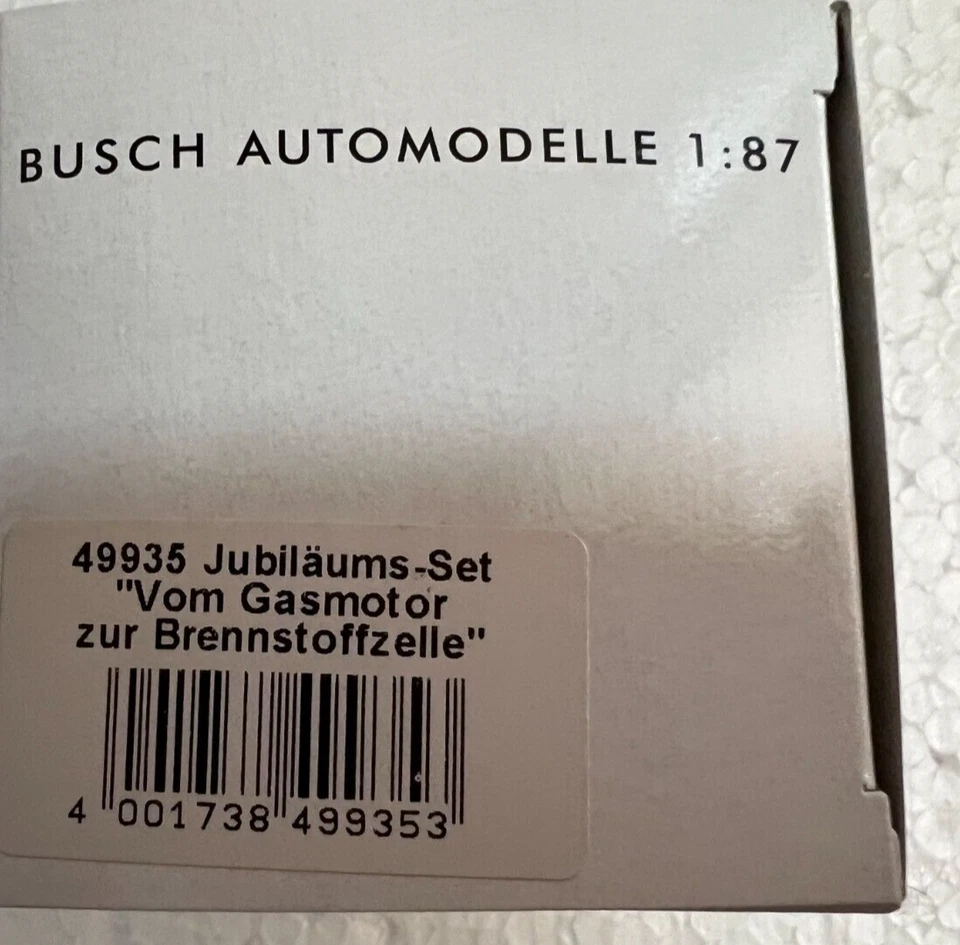 BUSCH AUTOMODELLE 1:87
49935 Jubiläums-Set
"Vom Gasmotor
zur Brennstoffzelle"
4 001738 499353